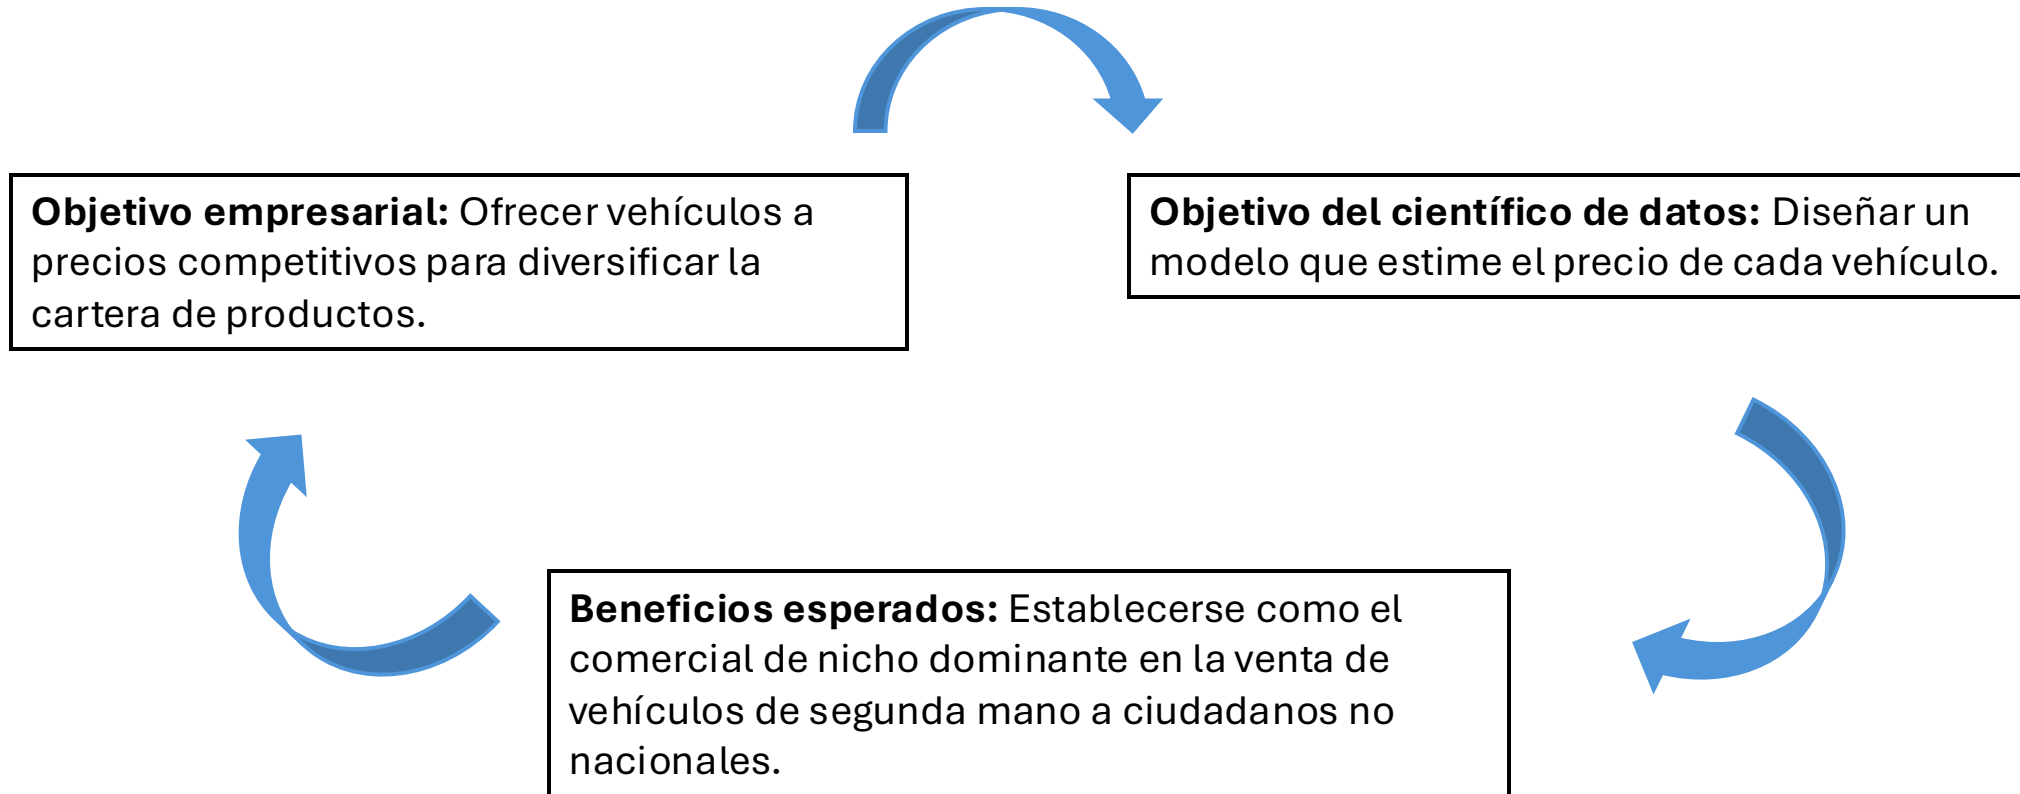 Objetivo empresarial: Ofrecer vehículos a
precios competitivos para diversificar la
cartera de productos.
Objetivo del científico de datos: Diseñar un
modelo que estime el precio de cada vehículo.
Beneficios esperados: Establecerse como el
comercial de nicho dominante en la venta de
vehículos de segunda mano a ciudadanos no
nacionales.